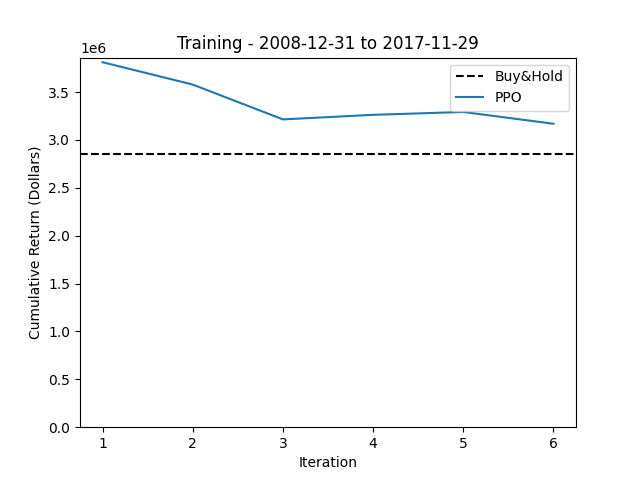 Training - 2008-12-31 to 2017-11-29
1e6
Buy&Hold
PPO
3.5
3.0
2.5
2.0
1.5
1.0
0.5
0.0
Cumulative Return (Dollars)
1 2 3 4 5 6
Iteration